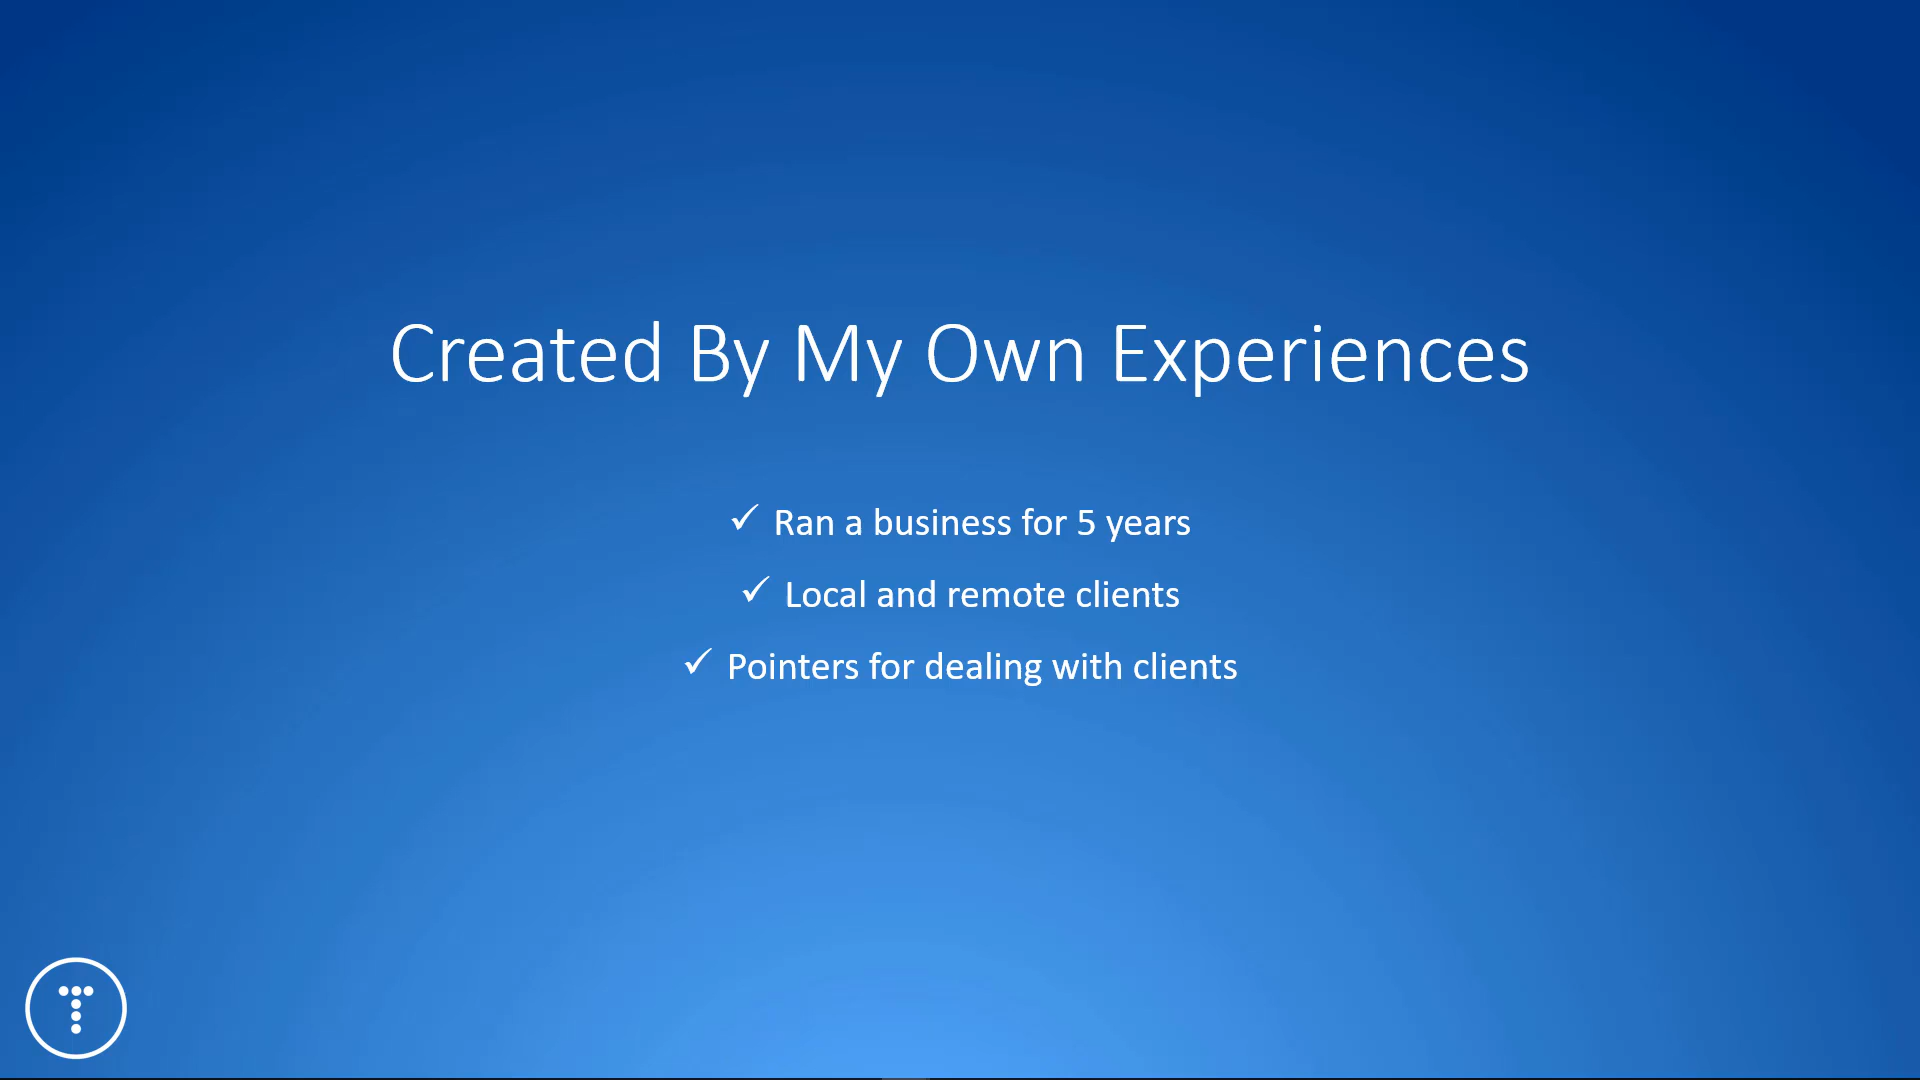 Created By My Own Experiences
✓ Ran a business for 5 years
✓ Local and remote clients
✓ Pointers for dealing with clients
T